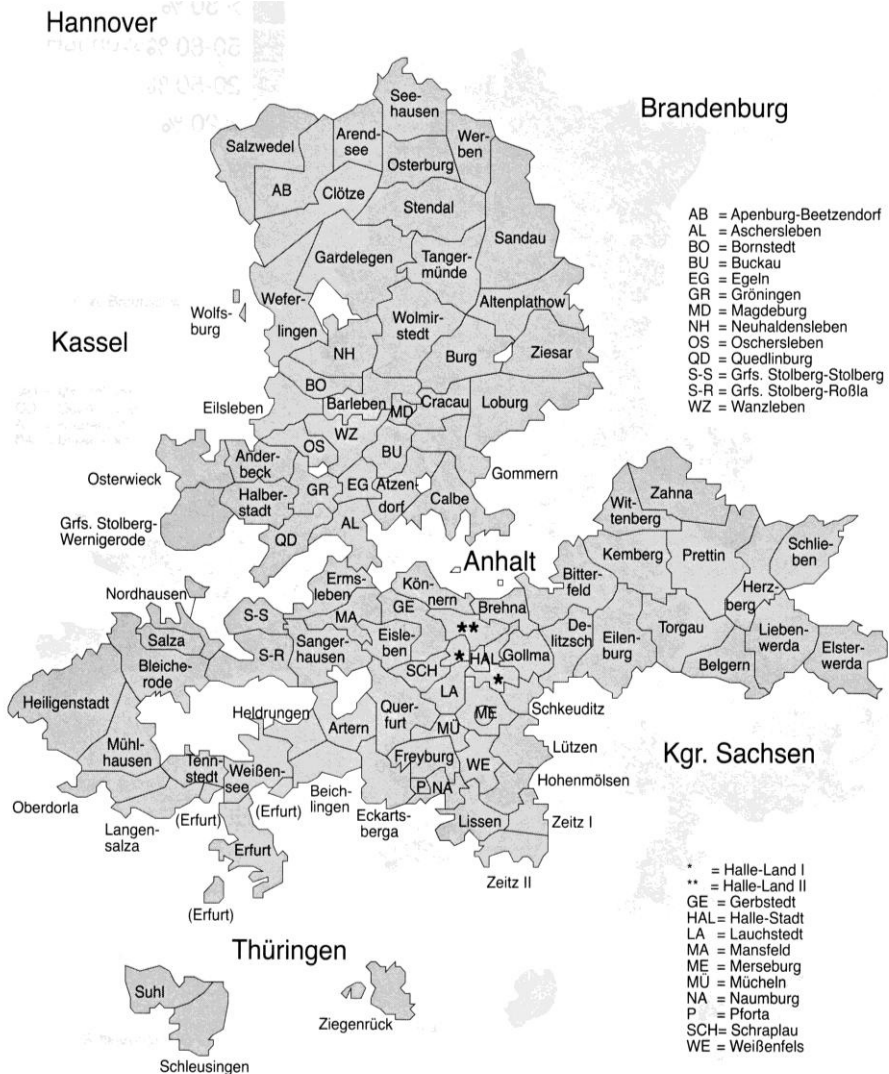 Hannover
Brandenburg
See-
hausen
Arend-
see
Wer-
ben
Salzwedel
Osterburg
AB
Clötze
Stendal
Sandau
Gardelegen
Tanger-
münde
Altenplathow
Wolfs-
burg
Wefer-
lingen
Wolmir-
stedt
Kassel
NH
Burg
Ziesar
BO
Eilsleben
Barleben
MD
Cracau
Loburg
OS
WZ
BU
Ander-
beck
Osterwieck
Halber-
stadt
GR
EG
Atzen-
dorf
Calbe
Gommern
Grfs. Stolberg-
Wernigerode
QD
AL
AB = Apenburg-Beetzendorf
AL = Aschersleben
BO = Bornstedt
BU = Buckau
EG = Egeln
GR = Gröningen
MD = Magdeburg
NH = Neuhaldensleben
OS = Oschersleben
QD = Quedlinburg
S-S = Grfs. Stolberg-Stolberg
S-R = Grfs. Stolberg-Roßla
WZ = Wanzleben
Anhalt
Zahna
Wit-
tenberg
Kemberg
Prettin
Schlie-
ben
Herz-
berg
Bitter-
feld
Erms-
leben
Kön-
nern
Nordhausen
S-S
MA
GE
Brehna
**
Salza
Eisle-
ben
De-
litzsch
Eilen-
burg
Torgau
Lieben-
werda
Elster-
werda
S-R
Sanger-
hausen
*
HAL
Gollma
Belgern
Bleiche-
rode
SCH
*
Heiligenstadt
LA
Quer-
furt
ME
Schkeuditz
Heldrungen
Artern
MÜ
Mühl-
hausen
Lützen
Kgr. Sachsen
Tenn-
stedt
Weißen-
see
Freyburg
WE
Hohenmölsen
P
NA
Oberdorla
(Erfurt)
(Erfurt)
Beich-
lingen
Eckarts-
berga
Langen-
salza
Lissen
Zeitz I
Erfurt
Zeitz II
(Erfurt)
Thüringen
Suhl
Ziegenrück
Schleusingen
* = Halle-Land I
** = Halle-Land II
GE = Gerbstedt
HAL = Halle-Stadt
LA = Lauchstedt
MA = Mansfeld
ME = Merseburg
MÜ = Mücheln
NA = Naumburg
P = Pforta
SCH = Schraplau
WE = Weißenfels